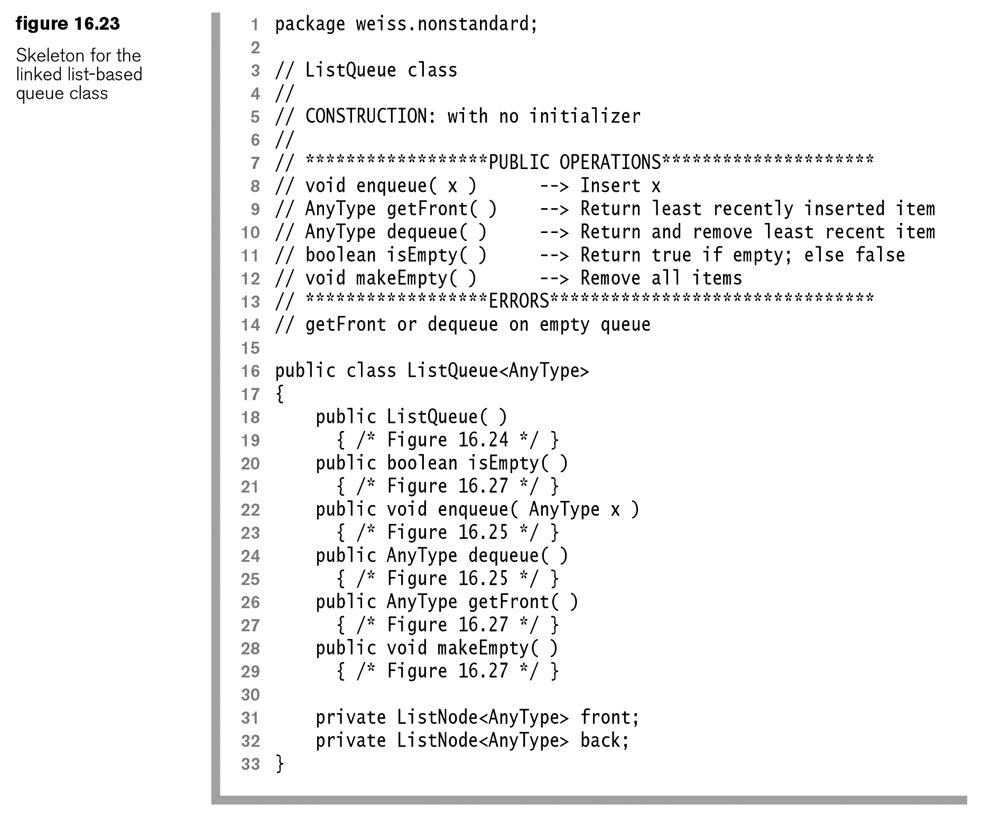 figure 16.23
Skeleton for the
linked list-based
queue class
1 package weiss.nonstandard;
2
3 // ListQueue class
4 //
5 // CONSTRUCTION: with no initializer
6 //
7 // ******************PUBLIC OPERATIONS*********************
8 // void enqueue( x )      --> Insert x
9 // AnyType getFront( )    --> Return least recently inserted item
10 // AnyType dequeue( )     --> Return and remove least recent item
11 // boolean isEmpty( )     --> Return true if empty; else false
12 // void makeEmpty( )      --> Remove all items
13 // ******************ERRORS********************************
14 // getFront or dequeue on empty queue
15
16 public class ListQueue<AnyType>
17 {
18     public ListQueue( )
19       { /* Figure 16.24 */ }
20     public boolean isEmpty( )
21       { /* Figure 16.27 */ }
22     public void enqueue( AnyType x )
23       { /* Figure 16.25 */ }
24     public AnyType dequeue( )
25       { /* Figure 16.25 */ }
26     public AnyType getFront( )
27       { /* Figure 16.27 */ }
28     public void makeEmpty( )
29       { /* Figure 16.27 */ }
30
31     private ListNode<AnyType> front;
32     private ListNode<AnyType> back;
33 }